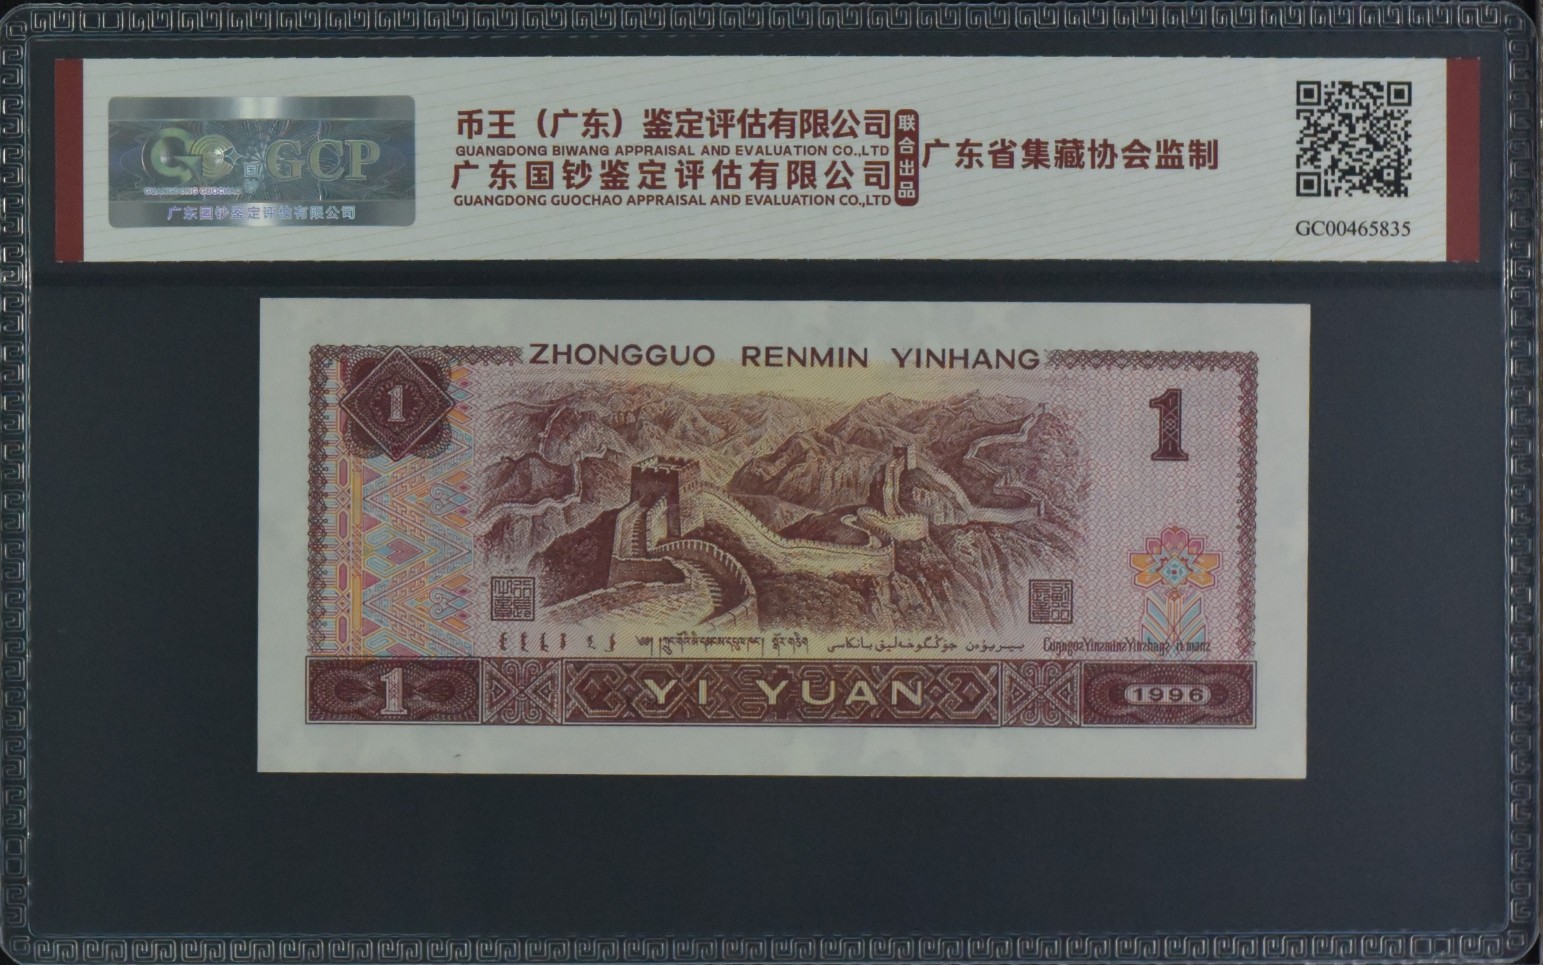 GCP
GUANGDONG GUOCHAO
广东国钞鉴定评估有限公司
币王（广东）鉴定评估有限公司
GUANGDONG BIWANG APPRAISAL AND EVALUATION CO.,LTD
广东国钞鉴定评估有限公司
GUANGDONG GUOCHAO APPRAISAL AND EVALUATION CO.,LTD
联合出品
广东省集藏协会监制
GC00465835
ZHONGGUO RENMIN YINHANG
1
1
1
YI YUAN
1996